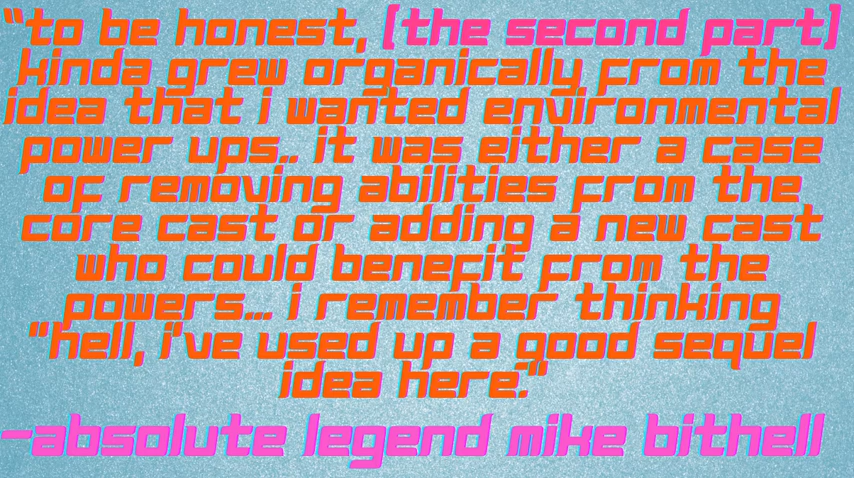 "to be honest, [the second part]
kinda grew organically from the
idea that i wanted environmental
power ups.. it was either a case
of removing abilities from the
core cast or adding a new cast
who could benefit from the
powers... i remember thinking
"hell, i've used up a good sequel
idea here."
-absolute legend mike bithell